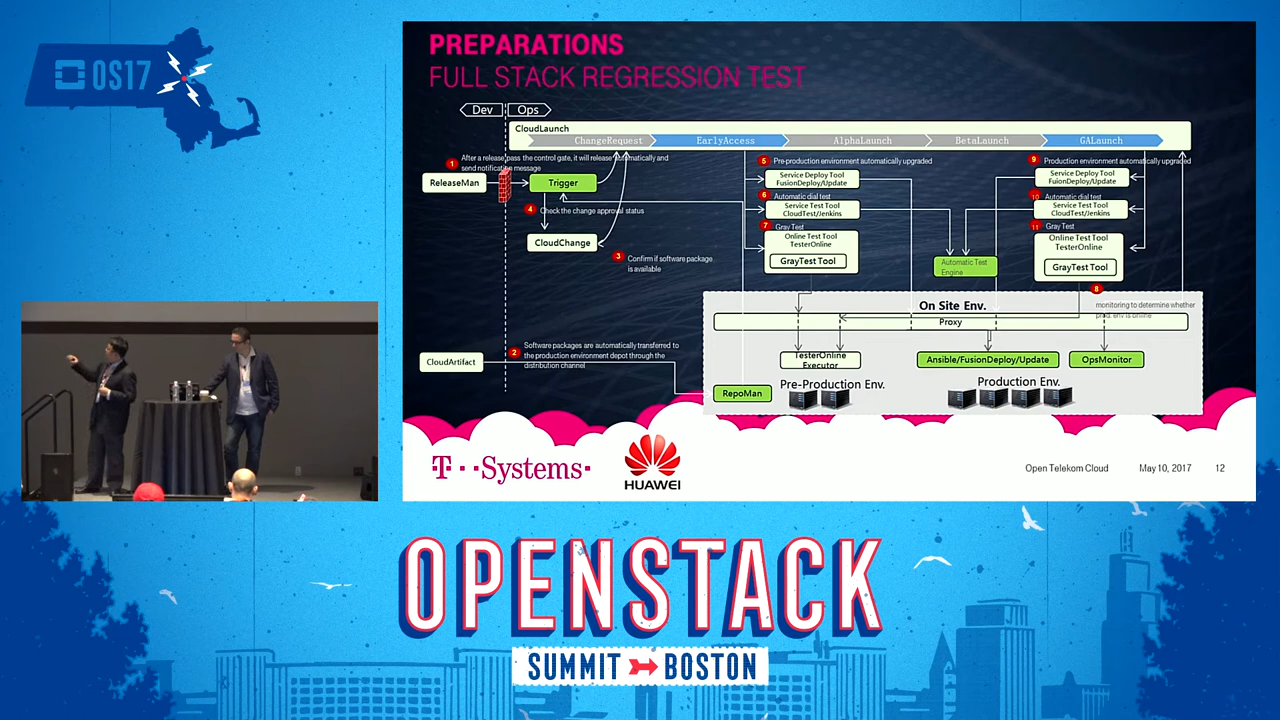 OS17
PREPARATIONS
FULL STACK REGRESSION TEST
Dev
Ops
CloudLaunch
ChangeRequest
EarlyAccess
AlphaLaunch
BetaLaunch
GALaunch
1
After a release pass the control gate, it will release automatically and
send notification message
ReleaseMan
Trigger
4
Check the change approval status
CloudChange
3
Confirm if software package
is available
5
Pre-production environment automatically upgraded
Service Deploy Tool
FusionDeploy/Update
6
Automatic dial test
Service Test Tool
CloudTest/Jenkins
7
Gray Test
Online Test Tool
TesterOnline
GrayTest Tool
Automatic Test
Engine
9
Production environment automatically upgraded
Service Deploy Tool
FuionDeploy/Update
10
Automatic dial test
Service Test Tool
CloudTest/Jenkins
11
Gray Test
Online Test Tool
TesterOnline
GrayTest Tool
8
monitoring to determine whether
prod. env is online
On Site Env.
Proxy
CloudArtifact
2
Software packages are automatically transferred to
the production environment depot through the
distribution channel
TesterOnline
Executor
Ansible/FusionDeploy/Update
OpsMonitor
RepoMan
Pre-Production Env.
Production Env.
T··Systems·
HUAWEI
Open Telekom Cloud
May 10, 2017
12
OPENSTACK
SUMMIT BOSTON